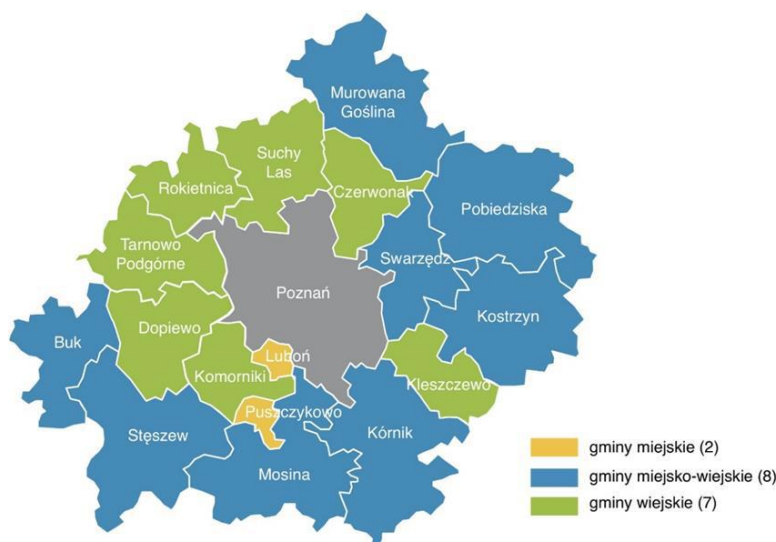 Murowana
Goślina
Suchy
Las
Rokietnica
Czerwonak
Pobiedziska
Tarnowo
Podgórne
Swarzędz
Poznań
Kostrzyn
Buk
Dopiewo
Luboń
Komorniki
Kleszczewo
Puszczykowo
Stęszew
Kórnik
Mosina
gminy miejskie (2)
gminy miejsko-wiejskie (8)
gminy wiejskie (7)